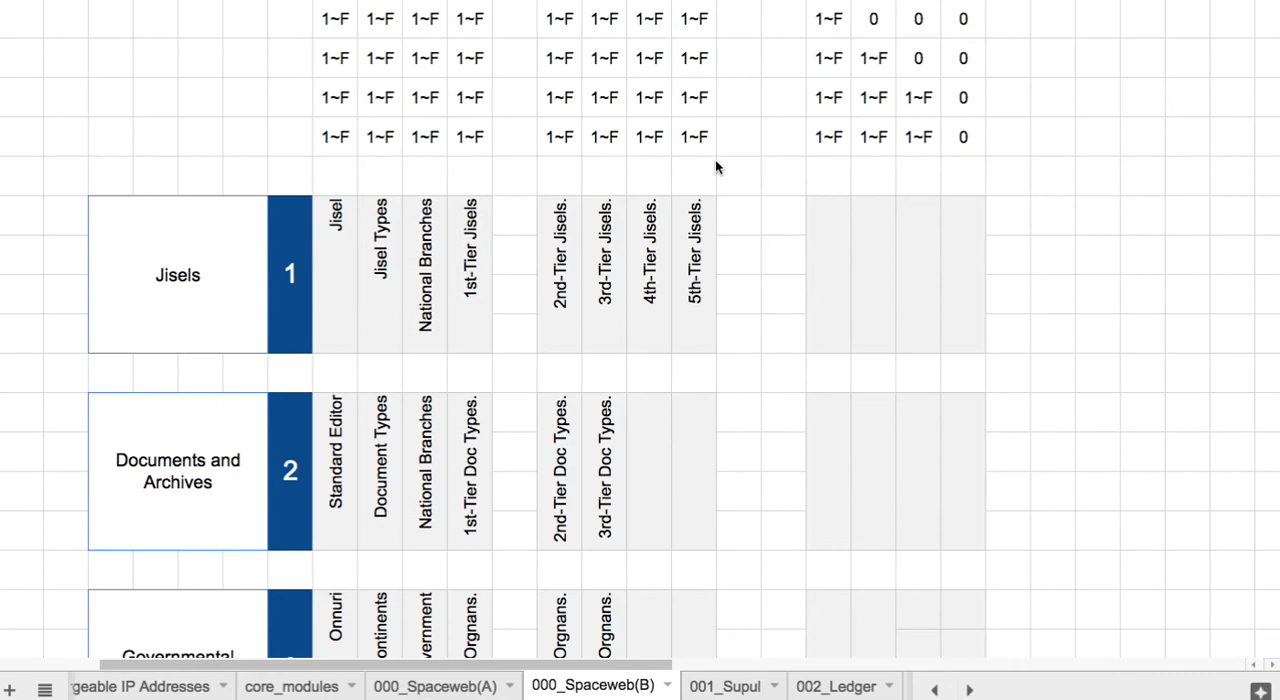 1~F 1~F 1~F 1~F 1~F 1~F 1~F 1~F 1~F 0 0 0
1~F 1~F 1~F 1~F 1~F 1~F 1~F 1~F 1~F 1~F 0 0
1~F 1~F 1~F 1~F 1~F 1~F 1~F 1~F 1~F 1~F 1~F 0
1~F 1~F 1~F 1~F 1~F 1~F 1~F 1~F 1~F 1~F 1~F 0
Jisels
1
Jisel
Jisel Types
National Branches
1st-Tier Jisels
2nd-Tier Jisels.
3rd-Tier Jisels.
4th-Tier Jisels.
5th-Tier Jisels.
Documents and
Archives
2
Standard Editor
Document Types
National Branches
1st-Tier Doc Types.
2nd-Tier Doc Types.
3rd-Tier Doc Types.
Governmental
Onnuri
ontinents
vernment
Orgnans.
Orgnans.
Orgnans.
+ geable IP Addresses core_modules 000_Spaceweb(A) 000_Spaceweb(B) 001_Supul 002_Ledger